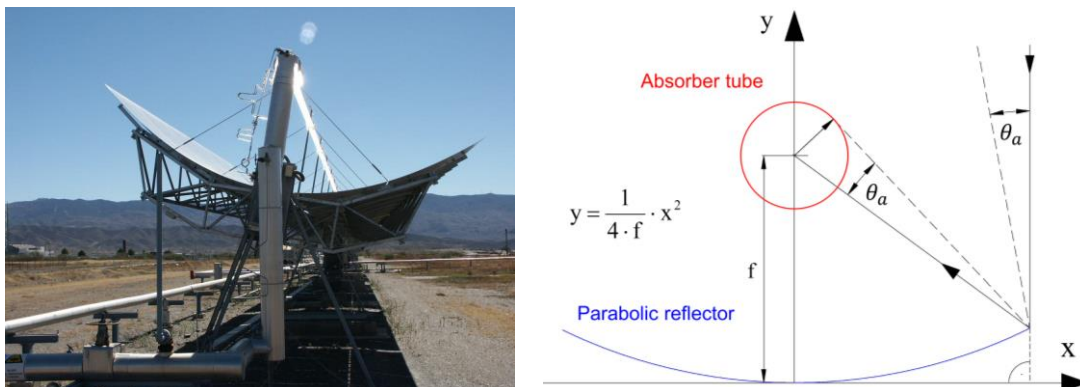 y
Absorber tube
θₐ
θₐ
y = 1/(4 · f) · x²
f
Parabolic reflector
x